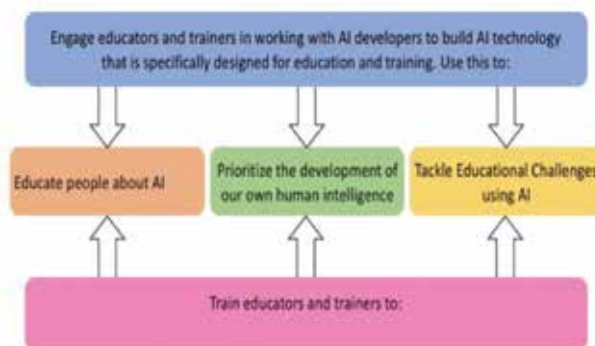 Engage educators and trainers in working with AI developers to build AI technology
that is specifically designed for education and training. Use this to:
Educate people about AI
Prioritize the development of
our own human intelligence
Tackle Educational Challenges
using AI
Train educators and trainers to: